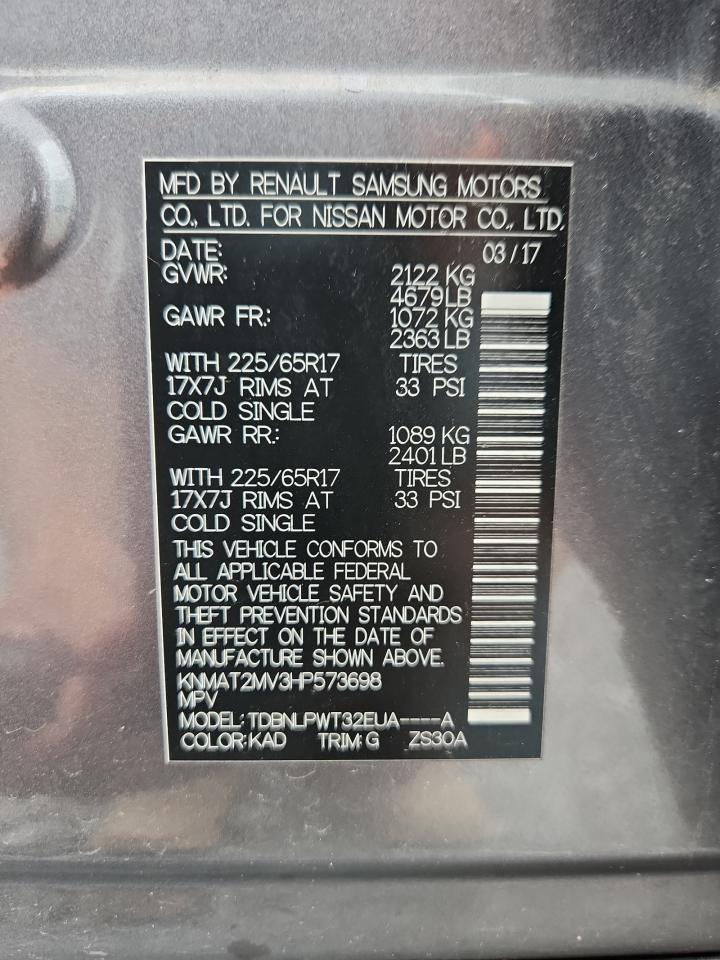 MFD BY RENAULT SAMSUNG MOTORS
CO., LTD. FOR NISSAN MOTOR CO., LTD.
DATE: 03/17
GVWR: 2122 KG
4679 LB
GAWR FR.: 1072 KG
2363 LB
WITH 225/65R17 TIRES
17X7J RIMS AT 33 PSI
COLD SINGLE
GAWR RR.: 1089 KG
2401 LB
WITH 225/65R17 TIRES
17X7J RIMS AT 33 PSI
COLD SINGLE
THIS VEHICLE CONFORMS TO
ALL APPLICABLE FEDERAL
MOTOR VEHICLE SAFETY AND
THEFT PREVENTION STANDARDS
IN EFFECT ON THE DATE OF
MANUFACTURE SHOWN ABOVE.
KNMAT2MV3HP573698
MPV
MODEL: TDBNLPWT32EUA----A
COLOR: KAD TRIM: G ZS30A